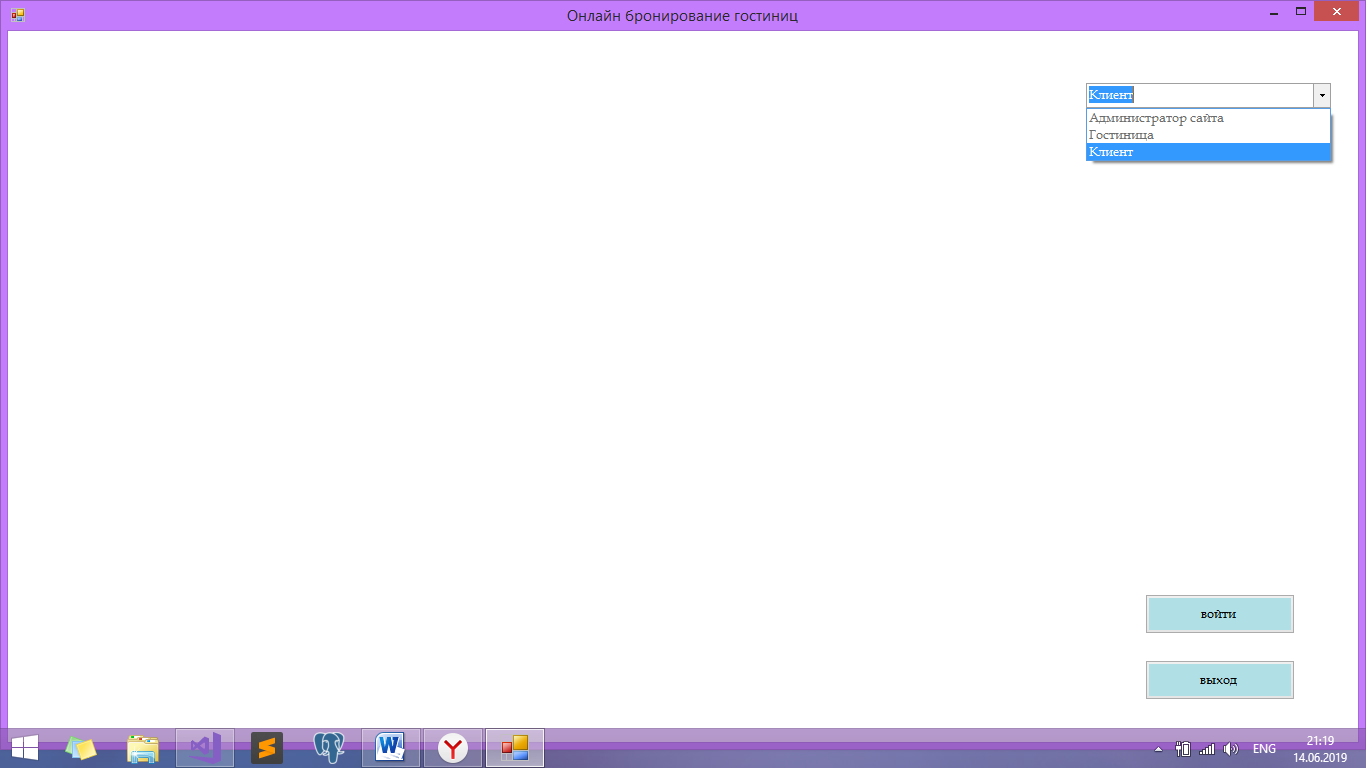 Онлайн бронирование гостиниц
Клиент
Администратор сайта
Гостиница
Клиент
войти
выход
ENG
21:19
14.06.2019